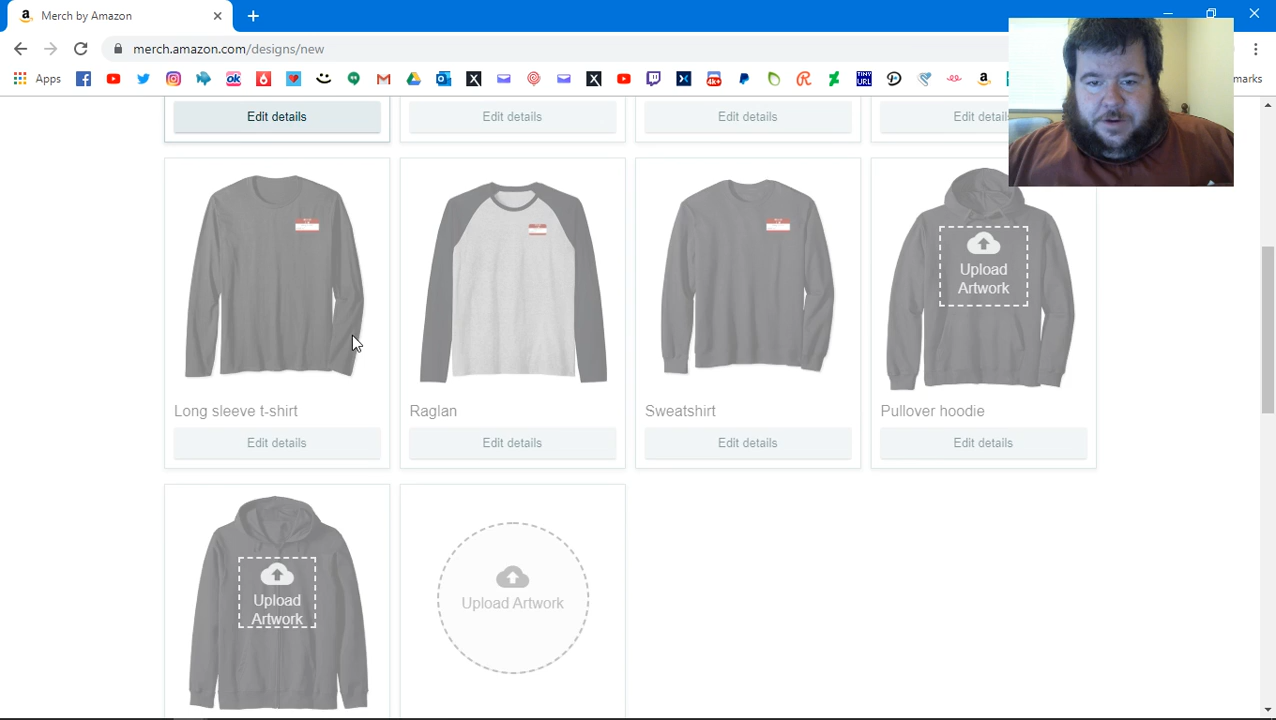 Merch by Amazon
merch.amazon.com/designs/new
Apps
marks
Edit details
Edit details
Edit details
Edit detail
Upload
Artwork
Long sleeve t-shirt
Raglan
Sweatshirt
Pullover hoodie
Edit details
Edit details
Edit details
Edit details
Upload
Artwork
Upload Artwork